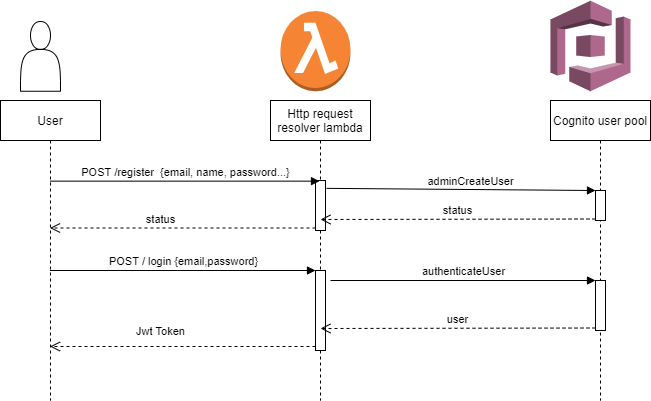 User
Http request
resolver lambda
Cognito user pool
POST /register {email, name, password...}
adminCreateUser
status
status
POST / login {email,password}
authenticateUser
user
Jwt Token